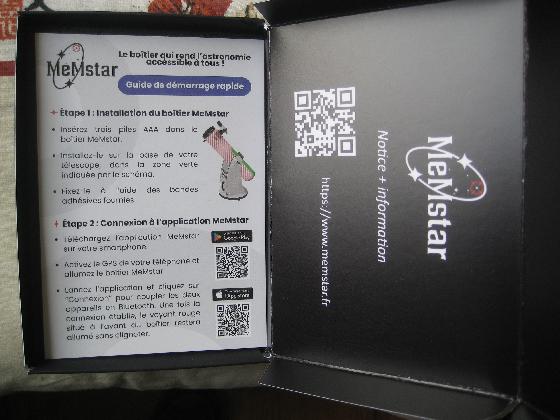 MeMstar
Le boîtier qui rend l'astronomie
accessible à tous !
Guide de démarrage rapide
Étape 1 : Installation du boîtier MeMstar
• Insérez trois piles AAA dans le
boîtier MeMstar.
• Installez-le sur la base de votre
télescope, dans la zone verte
indiquée par le schéma.
• Fixez-le à l'aide des bandes
adhésives fournies.
Étape 2 : Connexion à l'application MeMstar
• Téléchargez l'application MeMstar
sur votre smartphone.
• Activez le GPS de votre téléphone et
allumez le boîtier MeMstar
• Lancez l'application et cliquez sur
"Connexion" pour coupler les deux
appareils en Bluetooth. Une fois la
connexion établie, le voyant rouge
situé à l'avant du boîtier restera
allumé sans clignoter.
Google Play
App Store
MeMstar
Notice + information
https://www.memstar.fr